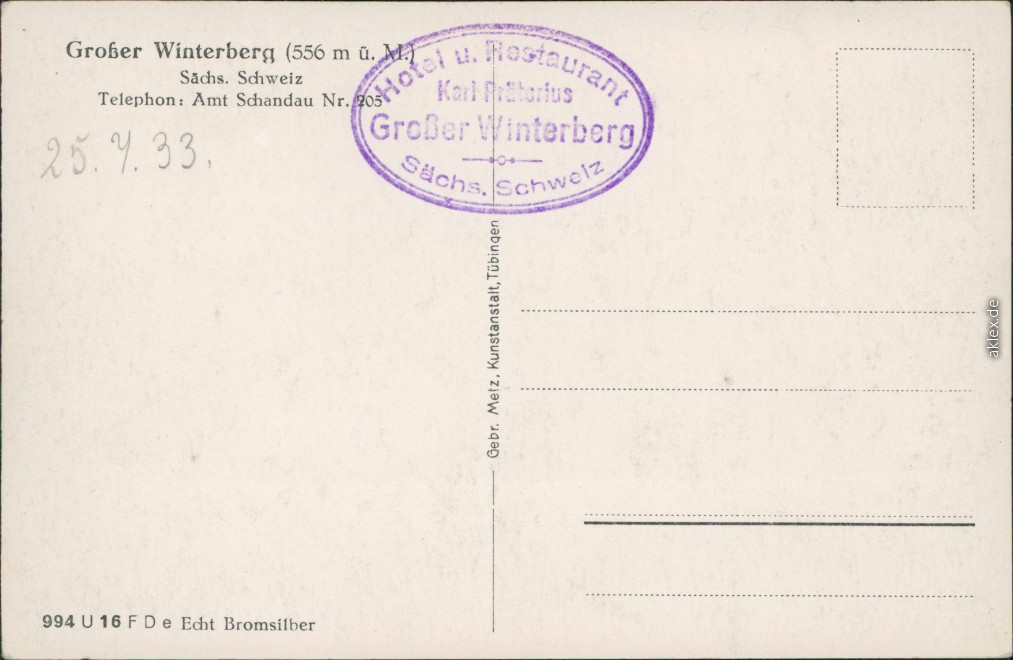 Großer Winterberg (556 m ü. M.)
Sächs. Schweiz
Telephon: Amt Schandau Nr. 205
25. 7. 33.
Hotel u. Restaurant
Karl Prätorius
Großer Winterberg
Sächs. Schweiz
Gebr. Metz, Kunstanstalt, Tübingen
994 U 16 F D e Echt Bromsilber
aklex.de